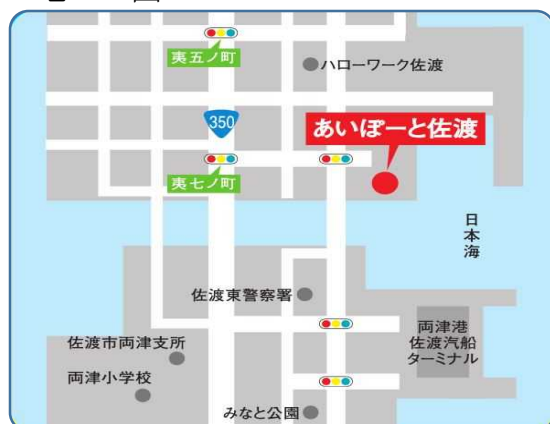 夷五ノ町
ハローワーク佐渡
350
あいぽーと佐渡
夷七ノ町
日本海
佐渡東警察署
両津港
佐渡汽船
ターミナル
佐渡市両津支所
両津小学校
みなと公園